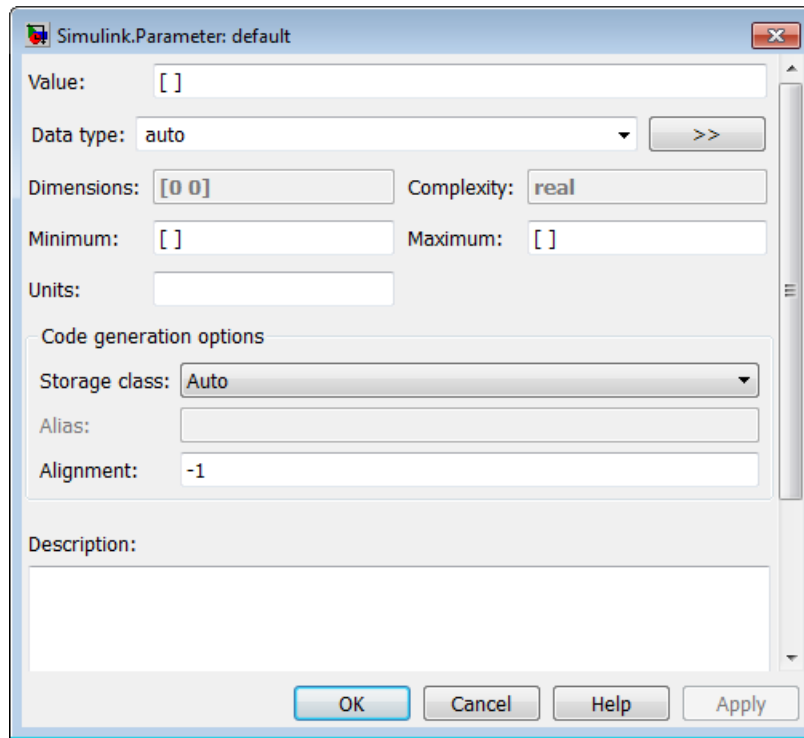 Simulink.Parameter: default
Value: [ ]
Data type: auto >>
Dimensions: [0 0] Complexity: real
Minimum: [ ] Maximum: [ ]
Units:
Code generation options
Storage class: Auto
Alias:
Alignment: -1
Description:
OK Cancel Help Apply